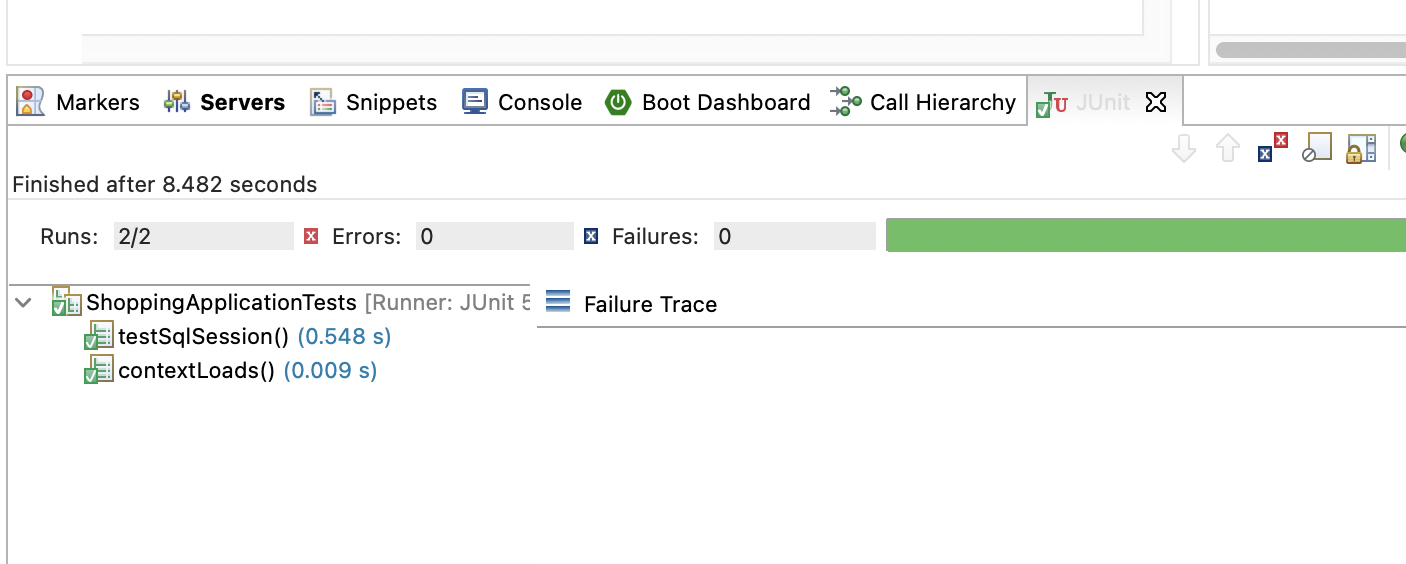 Markers Servers Snippets Console Boot Dashboard Call Hierarchy JUnit
Finished after 8.482 seconds
Runs: 2/2 Errors: 0 Failures: 0
ShoppingApplicationTests [Runner: JUnit 5
Failure Trace
testSqlSession() (0.548 s)
contextLoads() (0.009 s)